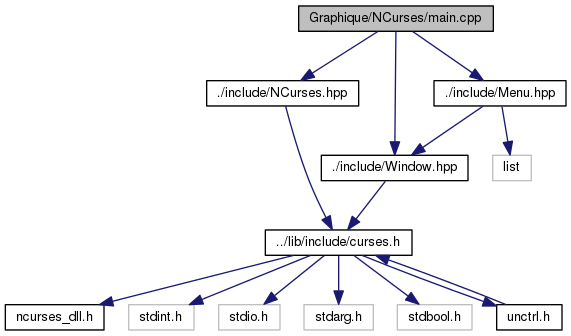 Graphique/NCurses/main.cpp
./include/NCurses.hpp
./include/Menu.hpp
./include/Window.hpp
list
../lib/include/curses.h
ncurses_dll.h
stdint.h
stdio.h
stdarg.h
stdbool.h
unctrl.h